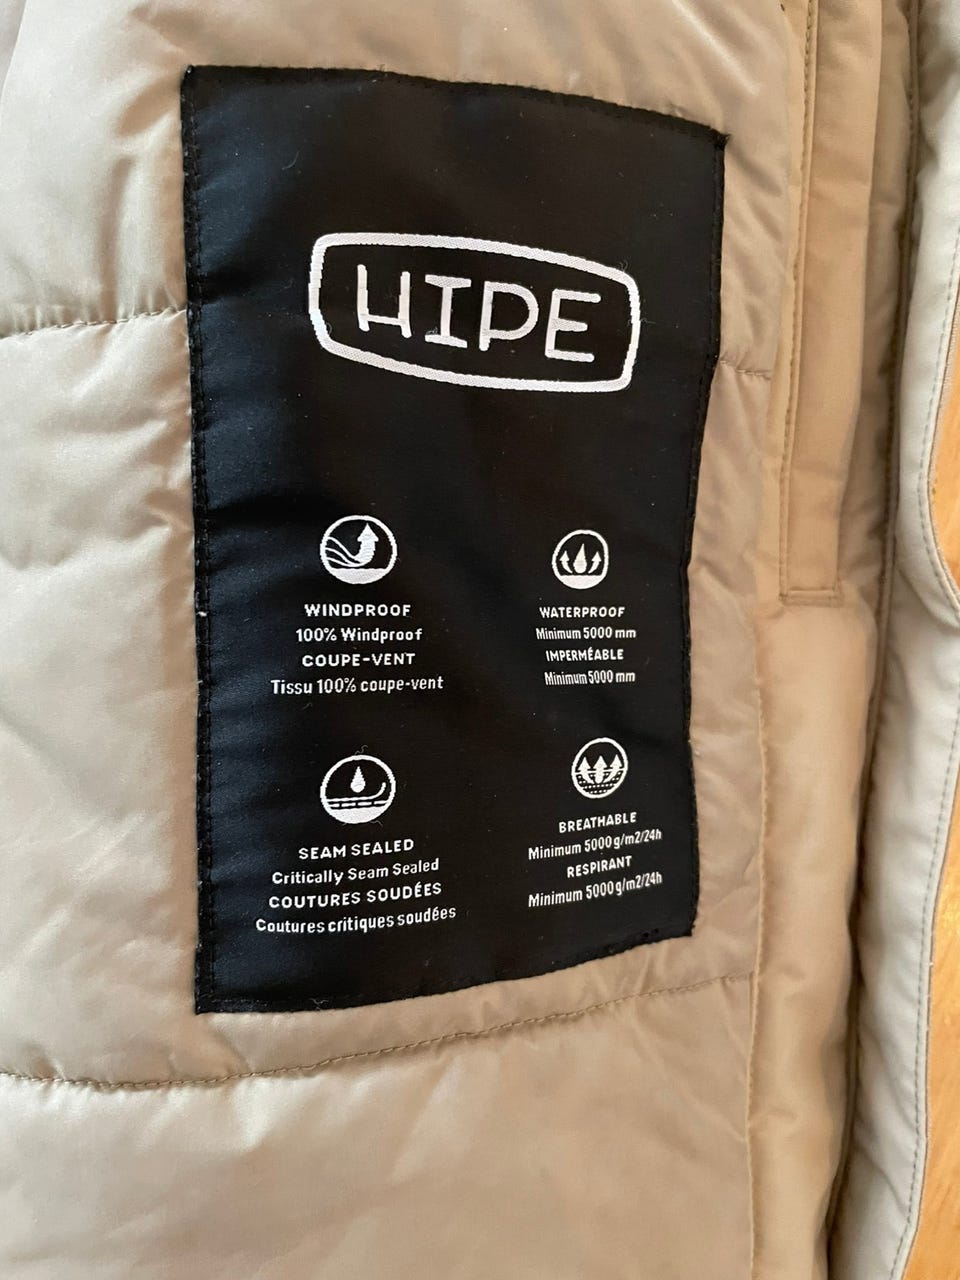 HIPE
WINDPROOF
100% Windproof
COUPE-VENT
Tissu 100% coupe-vent
WATERPROOF
Minimum 5000 mm
IMPERMÉABLE
Minimum 5000 mm
SEAM SEALED
Critically Seam Sealed
COUTURES SOUDÉES
Coutures critiques soudées
BREATHABLE
Minimum 5000 g/m2/24h
RESPIRANT
Minimum 5000 g/m2/24h